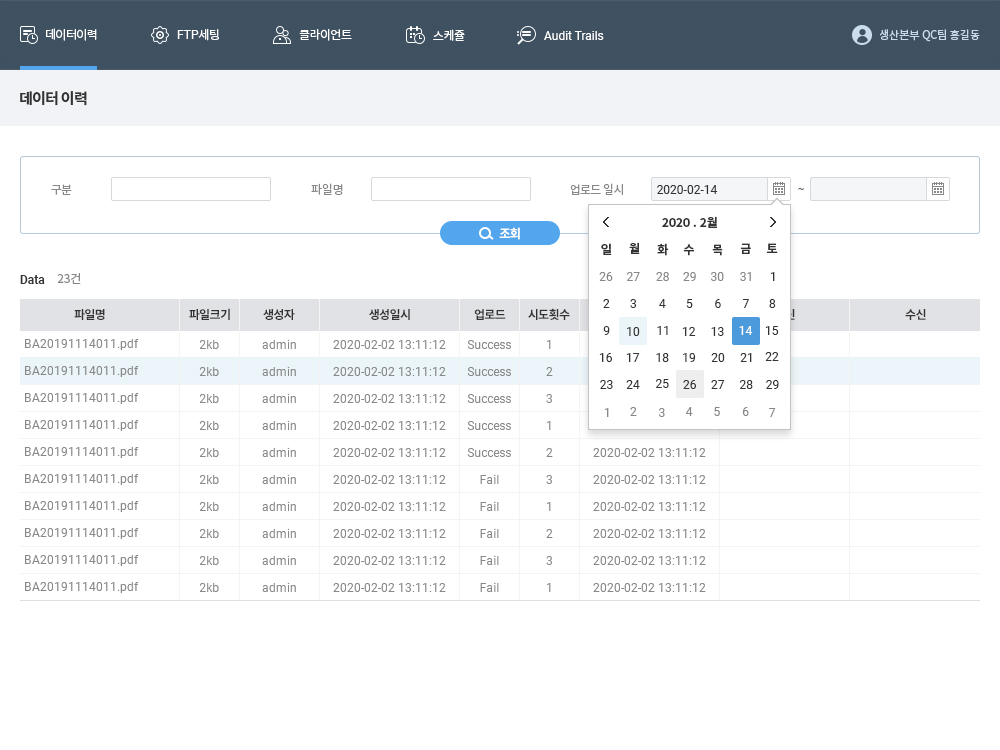 데이터이력 FTP세팅 클라이언트 스케쥴 Audit Trails 생산본부 QC팀 홍길동
데이터 이력
구분 파일명 업로드 일시 2020-02-14 ~
조회
2020 . 2월
일 월 화 수 목 금 토
26 27 28 29 30 31 1
2 3 4 5 6 7 8
9 10 11 12 13 14 15
16 17 18 19 20 21 22
23 24 25 26 27 28 29
1 2 3 4 5 6 7
Data 23건
파일명 파일크기 생성자 생성일시 업로드 시도횟수 수신
BA20191114011.pdf 2kb admin 2020-02-02 13:11:12 Success 1
BA20191114011.pdf 2kb admin 2020-02-02 13:11:12 Success 2
BA20191114011.pdf 2kb admin 2020-02-02 13:11:12 Success 3
BA20191114011.pdf 2kb admin 2020-02-02 13:11:12 Success 1
BA20191114011.pdf 2kb admin 2020-02-02 13:11:12 Success 2 2020-02-02 13:11:12
BA20191114011.pdf 2kb admin 2020-02-02 13:11:12 Fail 3 2020-02-02 13:11:12
BA20191114011.pdf 2kb admin 2020-02-02 13:11:12 Fail 1 2020-02-02 13:11:12
BA20191114011.pdf 2kb admin 2020-02-02 13:11:12 Fail 2 2020-02-02 13:11:12
BA20191114011.pdf 2kb admin 2020-02-02 13:11:12 Fail 3 2020-02-02 13:11:12
BA20191114011.pdf 2kb admin 2020-02-02 13:11:12 Fail 1 2020-02-02 13:11:12